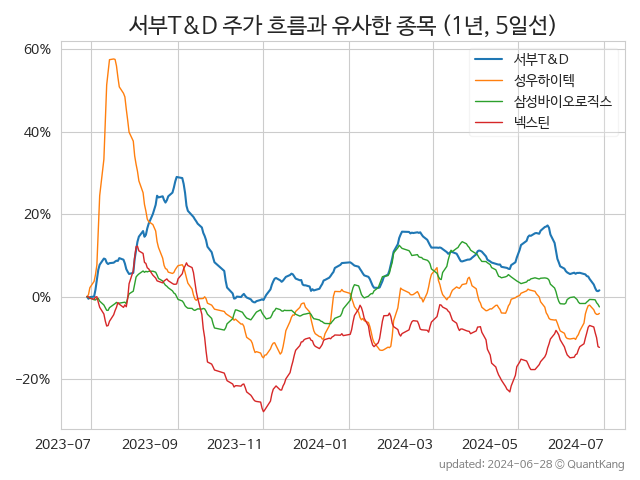 서부T&D 주가 흐름과 유사한 종목 (1년, 5일선)
서부T&D
성우하이텍
삼성바이오로직스
넥스틴
60%
40%
20%
0%
−20%
2023-07 2023-09 2023-11 2024-01 2024-03 2024-05 2024-07
updated: 2024-06-28 © QuantKang